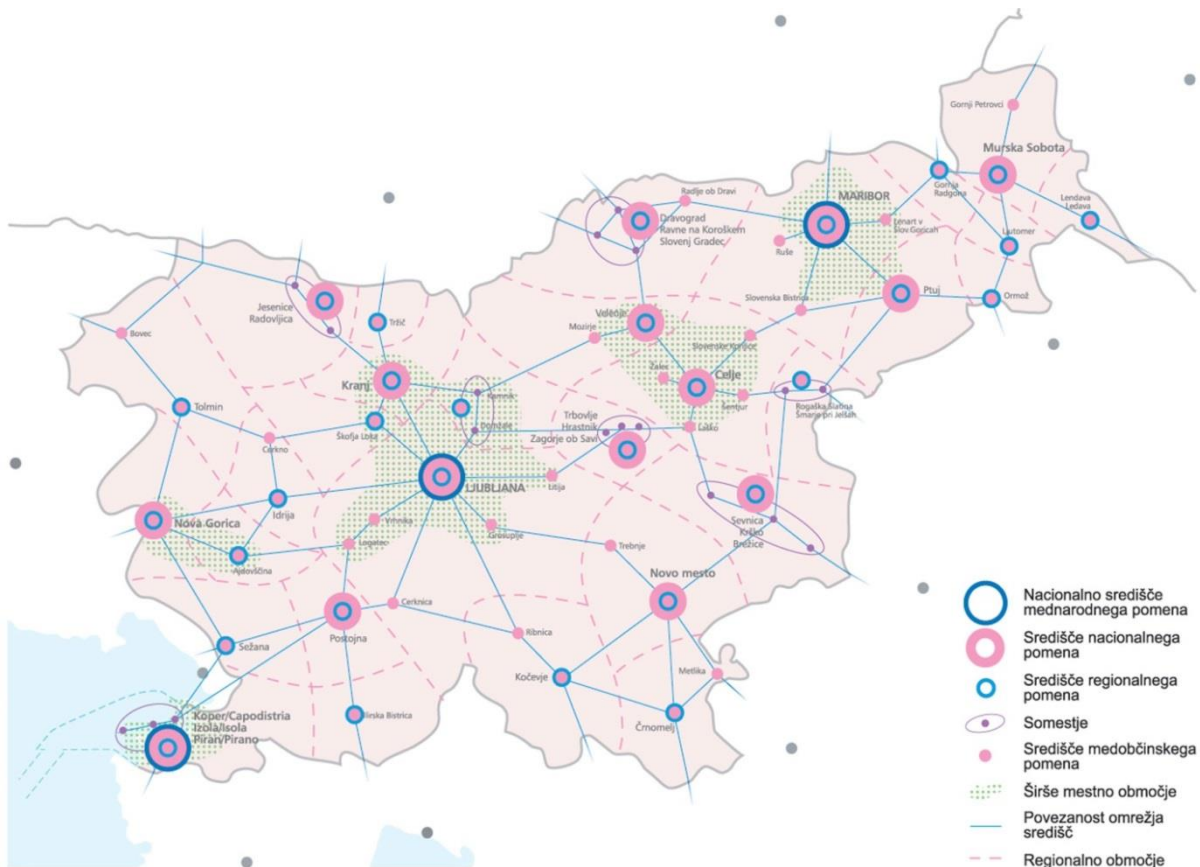 Gornji Petrovci
Murska Sobota
Radlje ob Dravi
MARIBOR
Gornja
Radgona
Lendava
Ledava
Dravograd
Ravne na Koroškem
Slovenj Gradec
Lenart v
Slov.Goricah
Ljutomer
Ruše
Jesenice
Radovljica
Slovenska Bistrica
Ptuj
Ormož
Bovec
Tržič
Mozirje
Velenje
Slovenske Konjice
Kranj
Žalec
Celje
Kamnik
Šentjur
Tolmin
Rogaška Slatina
Šmarje pri Jelšah
Škofja Loka
Domžale
Trbovlje
Hrastnik
Zagorje ob Savi
Laško
Cerkno
LJUBLJANA
Litija
Idrija
Nova Gorica
Vrhnika
Grosuplje
Sevnica
Krško
Brežice
Logatec
Trebnje
Ajdovščina
Novo mesto
Cerknica
Postojna
Ribnica
Sežana
Kočevje
Metlika
Koper/Capodistria
Izola/Isola
Piran/Pirano
Ilirska Bistrica
Črnomelj
Nacionalno središče
mednarodnega pomena
Središče nacionalnega
pomena
Središče regionalnega
pomena
Somestje
Središče medobčinskega
pomena
Širše mestno območje
Povezanost omrežja
središč
Regionalno območje